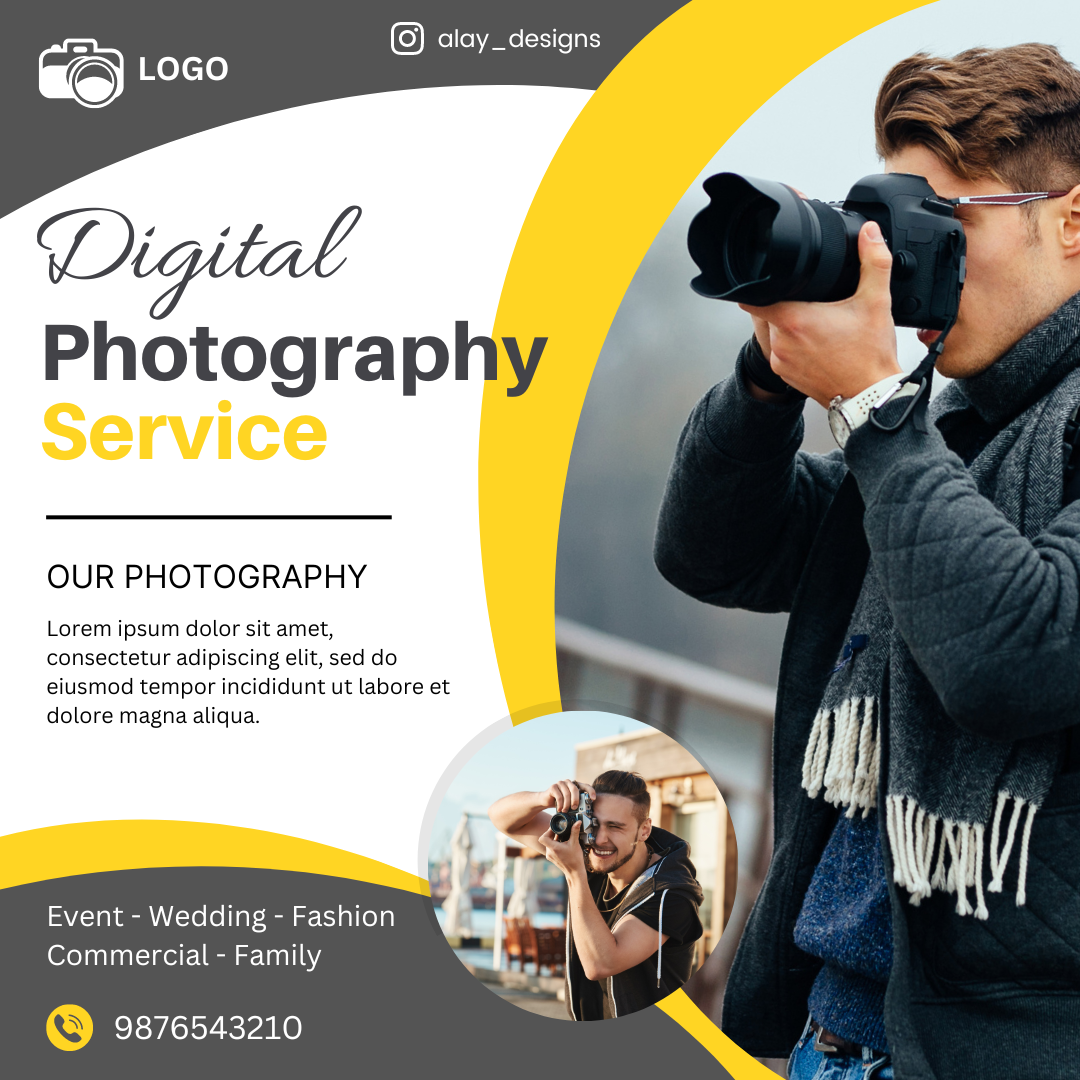 LOGO
alay_designs
Digital
Photography
Service
OUR PHOTOGRAPHY
Lorem ipsum dolor sit amet,
consectetur adipiscing elit, sed do
eiusmod tempor incididunt ut labore et
dolore magna aliqua.
Event - Wedding - Fashion
Commercial - Family
9876543210